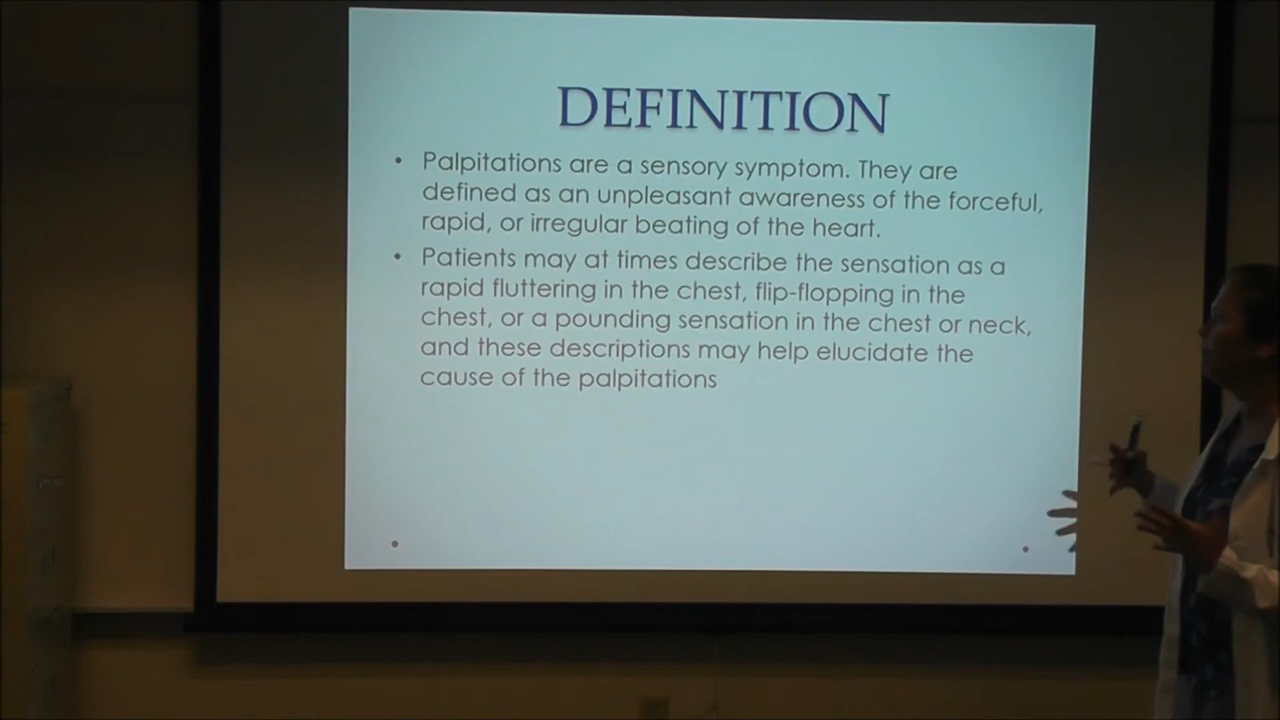 DEFINITION
• Palpitations are a sensory symptom. They are
defined as an unpleasant awareness of the forceful,
rapid, or irregular beating of the heart.
• Patients may at times describe the sensation as a
rapid fluttering in the chest, flip-flopping in the
chest, or a pounding sensation in the chest or neck,
and these descriptions may help elucidate the
cause of the palpitations